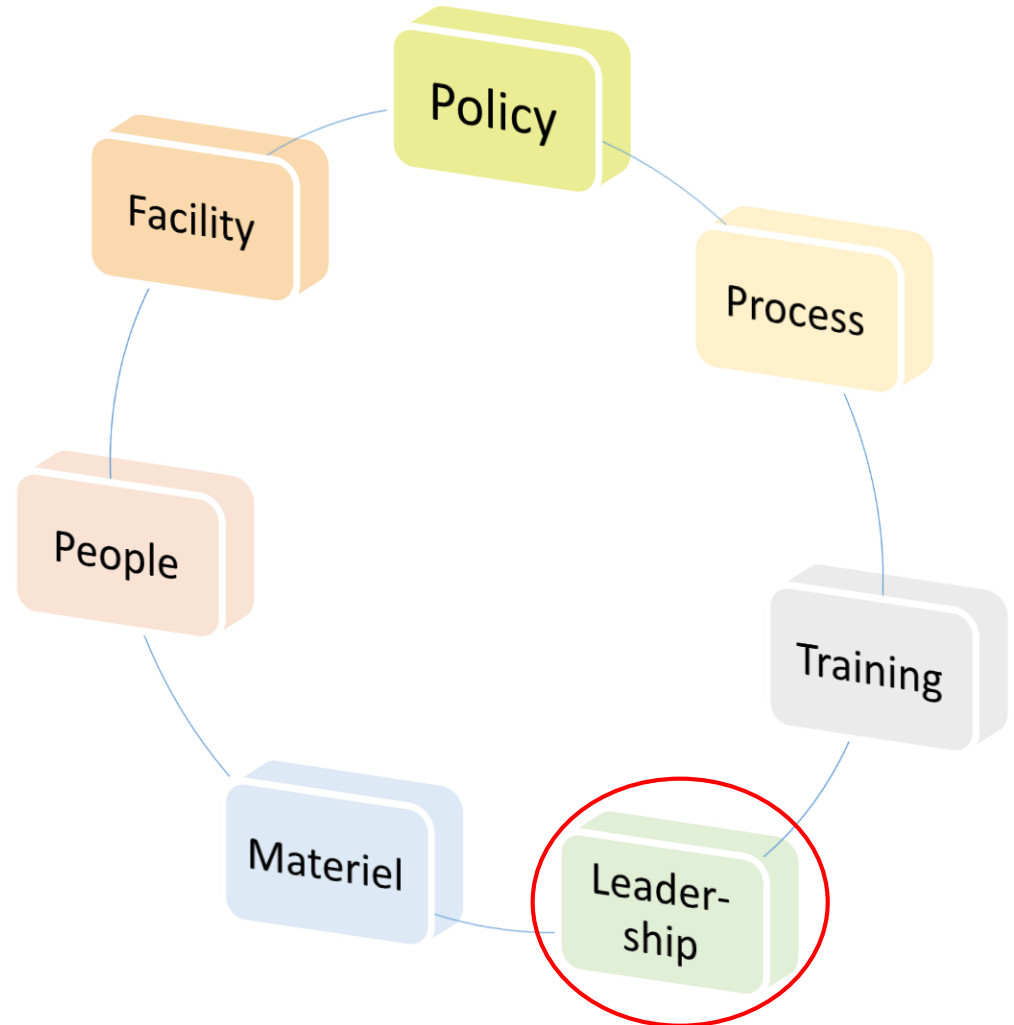 Policy
Process
Training
Leader-
ship
Materiel
People
Facility